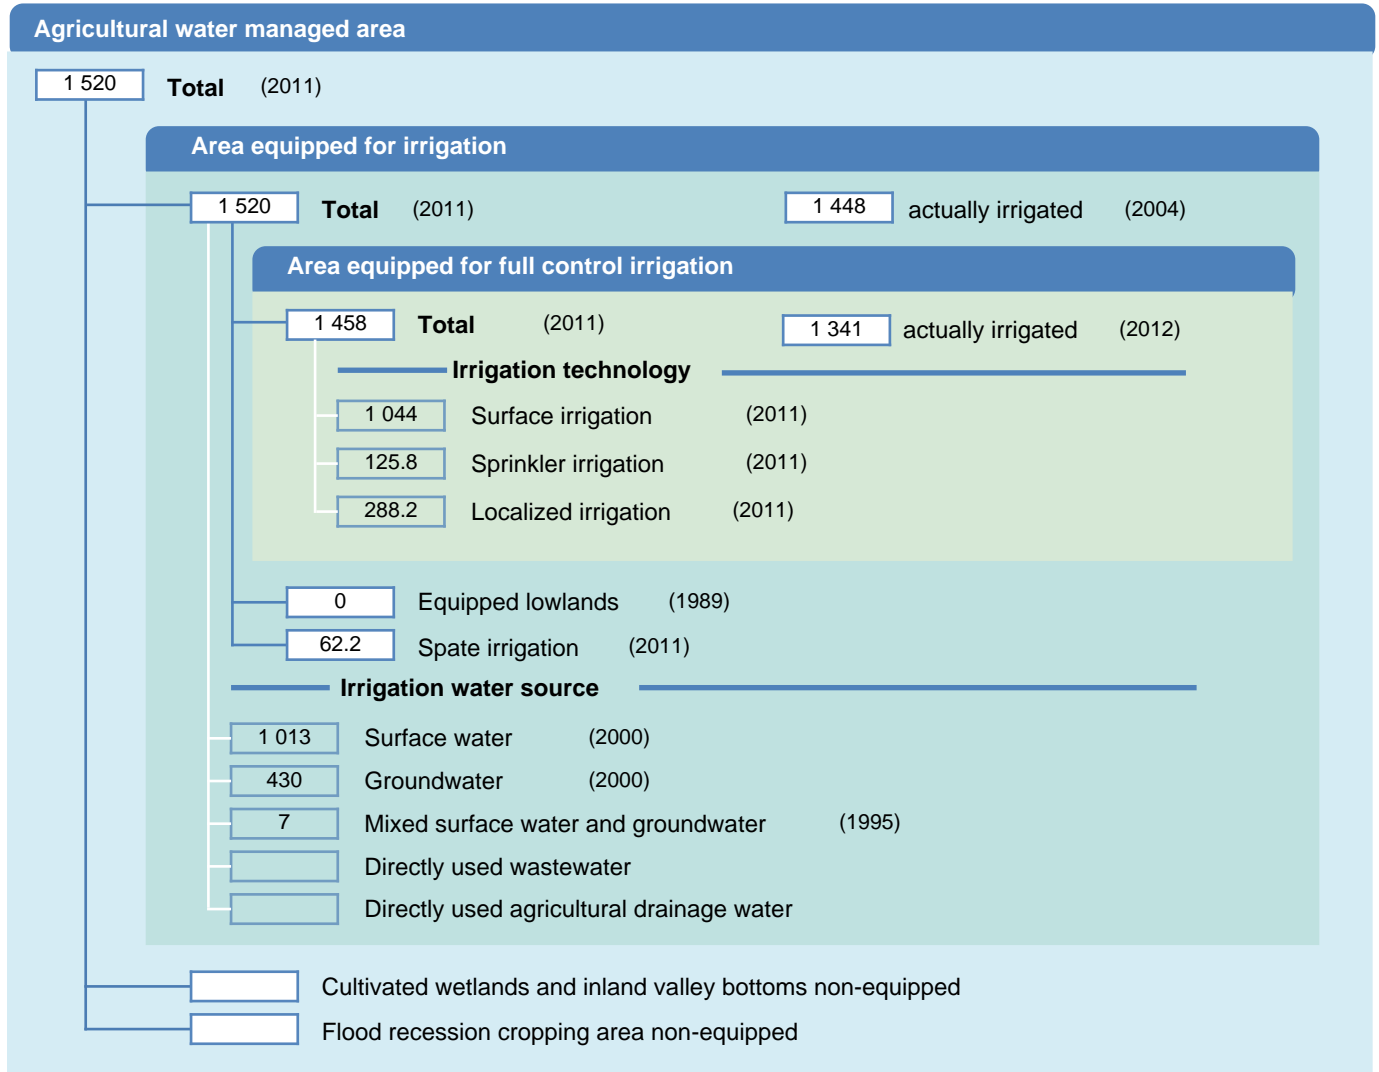 Agricultural water managed area
1 520 Total (2011)
Area equipped for irrigation
1 520 Total (2011) 1 448 actually irrigated (2004)
Area equipped for full control irrigation
1 458 Total (2011) 1 341 actually irrigated (2012)
Irrigation technology
1 044 Surface irrigation (2011)
125.8 Sprinkler irrigation (2011)
288.2 Localized irrigation (2011)
0 Equipped lowlands (1989)
62.2 Spate irrigation (2011)
Irrigation water source
1 013 Surface water (2000)
430 Groundwater (2000)
7 Mixed surface water and groundwater (1995)
Directly used wastewater
Directly used agricultural drainage water
Cultivated wetlands and inland valley bottoms non-equipped
Flood recession cropping area non-equipped